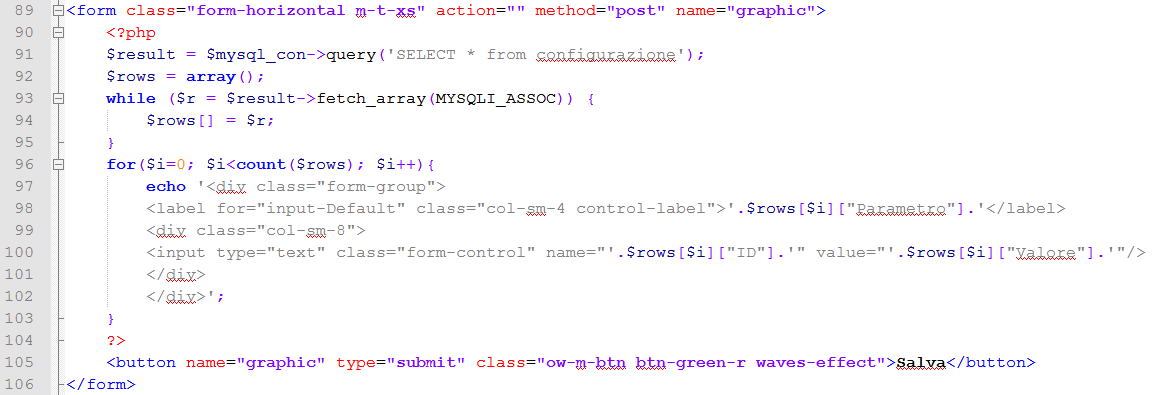 89 <form class="form-horizontal m-t-xs" action="" method="post" name="graphic">
90 <?php
91 $result = $mysql_con->query('SELECT * from configurazione');
92 $rows = array();
93 while ($r = $result->fetch_array(MYSQLI_ASSOC)) {
94 $rows[] = $r;
95 }
96 for($i=0; $i<count($rows); $i++){
97 echo '<div class="form-group">
98 <label for="input-Default" class="col-sm-4 control-label">'.$rows[$i]["Parametro"].'</label>
99 <div class="col-sm-8">
100 <input type="text" class="form-control" name="'.$rows[$i]["ID"].'" value="'.$rows[$i]["Valore"].'"/>
101 </div>
102 </div>';
103 }
104 ?>
105 <button name="graphic" type="submit" class="ow-m-btn btn-green-r waves-effect">Salva</button>
106 </form>